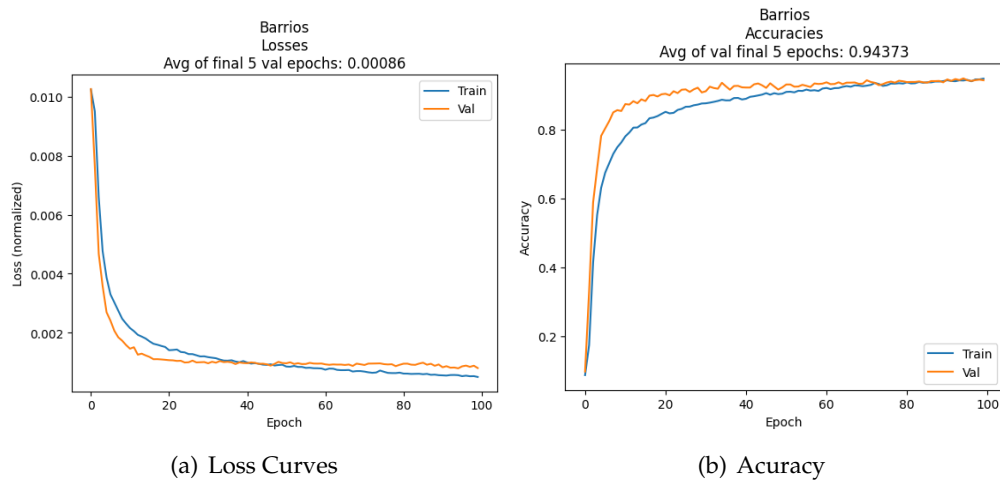 Barrios
Losses
Avg of final 5 val epochs: 0.00086
Train
Val
0.010
0.008
0.006
0.004
0.002
Loss (normalized)
0
20
40
60
80
100
Epoch
(a) Loss Curves
Barrios
Accuracies
Avg of val final 5 epochs: 0.94373
0.8
0.6
0.4
0.2
Accuracy
Train
Val
0
20
40
60
80
100
Epoch
(b) Acuracy